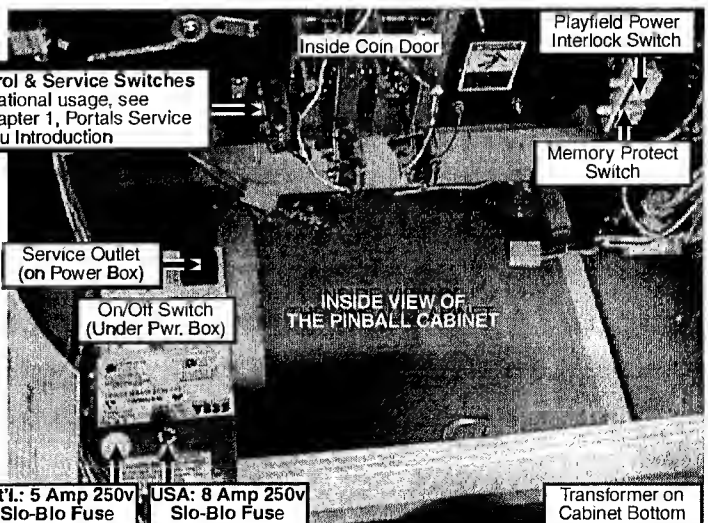 Inside Coin Door
Playfield Power
Interlock Switch
rol & Service Switches
ational usage, see
apter 1, Portals Service
u Introduction
Memory Protect
Switch
Service Outlet
(on Power Box)
On/Off Switch
(Under Pwr. Box)
INSIDE VIEW OF
THE PINBALL CABINET
t'l.: 5 Amp 250v
Slo-Blo Fuse
USA: 8 Amp 250v
Slo-Blo Fuse
Transformer on
Cabinet Bottom